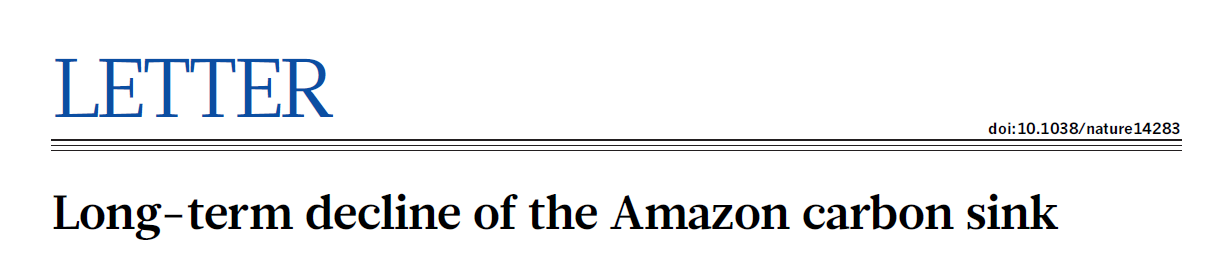 LETTER
doi:10.1038/nature14283
Long-term decline of the Amazon carbon sink